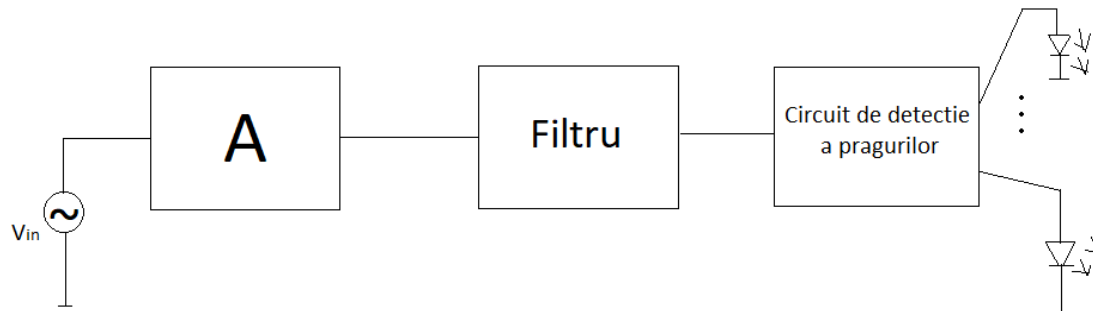 A
Filtru
Circuit de detectie
a pragurilor
Vin